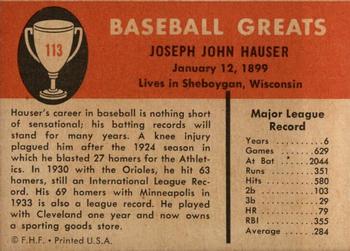 113
BASEBALL GREATS
JOSEPH JOHN HAUSER
January 12, 1899
Lives in Sheboygan, Wisconsin
Hauser's career in baseball is nothing short
of sensational; his batting records will
stand for many years. A knee injury
plagued him after the 1924 season in
which he blasted 27 homers for the Athlet-
ics. In 1930 with the Orioles, he hit 63
homers, still an International League Rec-
ord. His 69 homers with Minneapolis in
1933 is also a league record. He played
with Cleveland one year and now owns
a sporting goods store.
© F.H.F. • Printed U.S.A.
Major League
Record
Years 6
Games 629
At Bat 2044
Runs 351
Hits 580
2b 103
3b 29
HR 79
RBI 355
Average .284